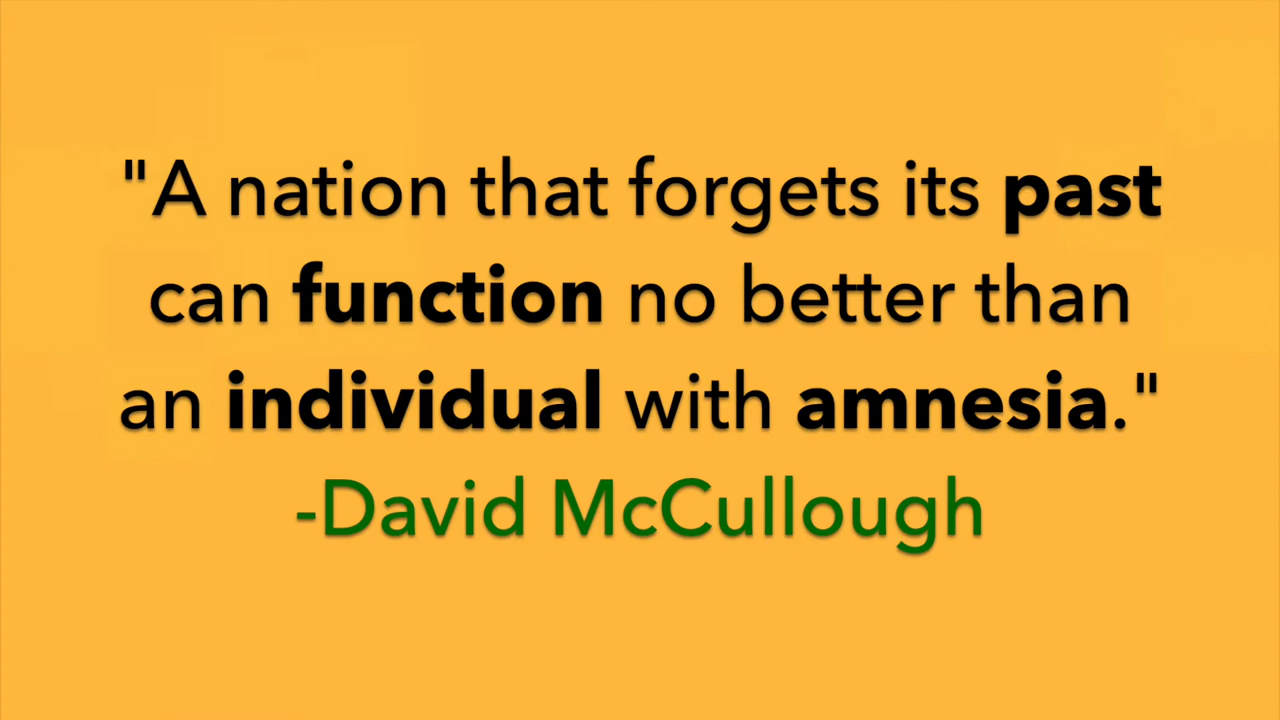 "A nation that forgets its past
can function no better than
an individual with amnesia."
-David McCullough